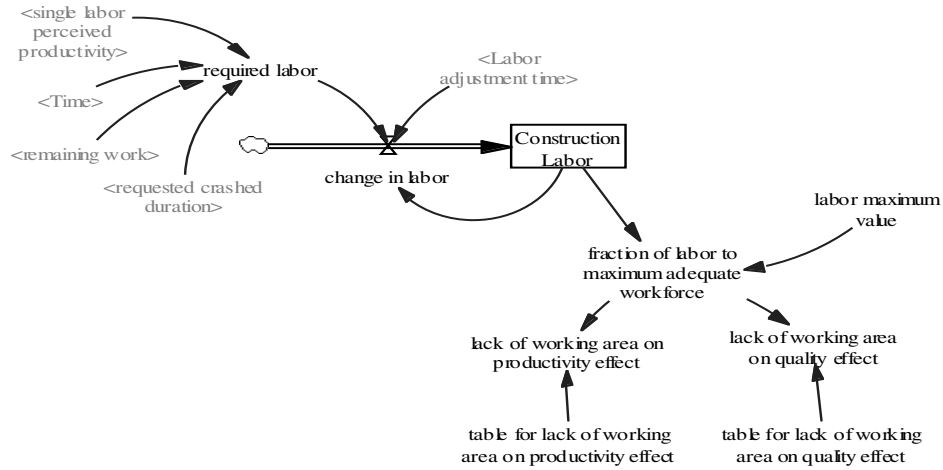 <single labor
perceived
productivity>
required labor
<Labor
adjustment time>
<Time>
<remaining work>
<requested crashed
duration>
Construction
Labor
change in labor
labor maximum
value
fraction of labor to
maximum adequate
workforce
lack of working area on
productivity effect
lack of working area
on quality effect
table for lack of working
area on productivity effect
table for lack of working
area on quality effect